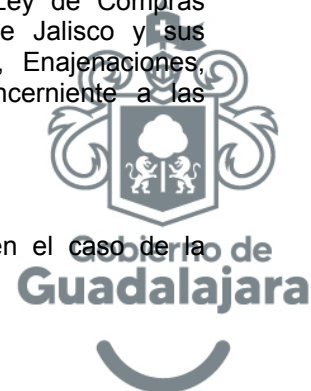 Ley de Compras
e Jalisco y sus
, Enajenaciones,
ncerniente a las
en el caso de la
Gobierno de
Guadalajara